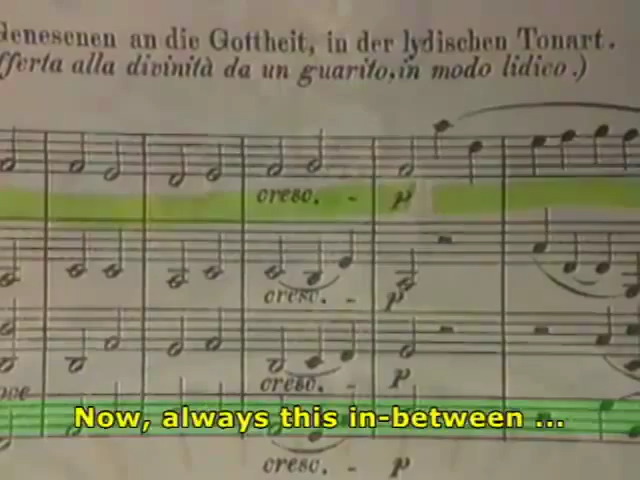 Genesenen an die Gottheit, in der lydischen Tonart.
fferta alla divinità da un guarito, in modo lidico.)
cresc. - p
cresc. - p
cresc. - p
Now, always this in-between ...
cresc. - p